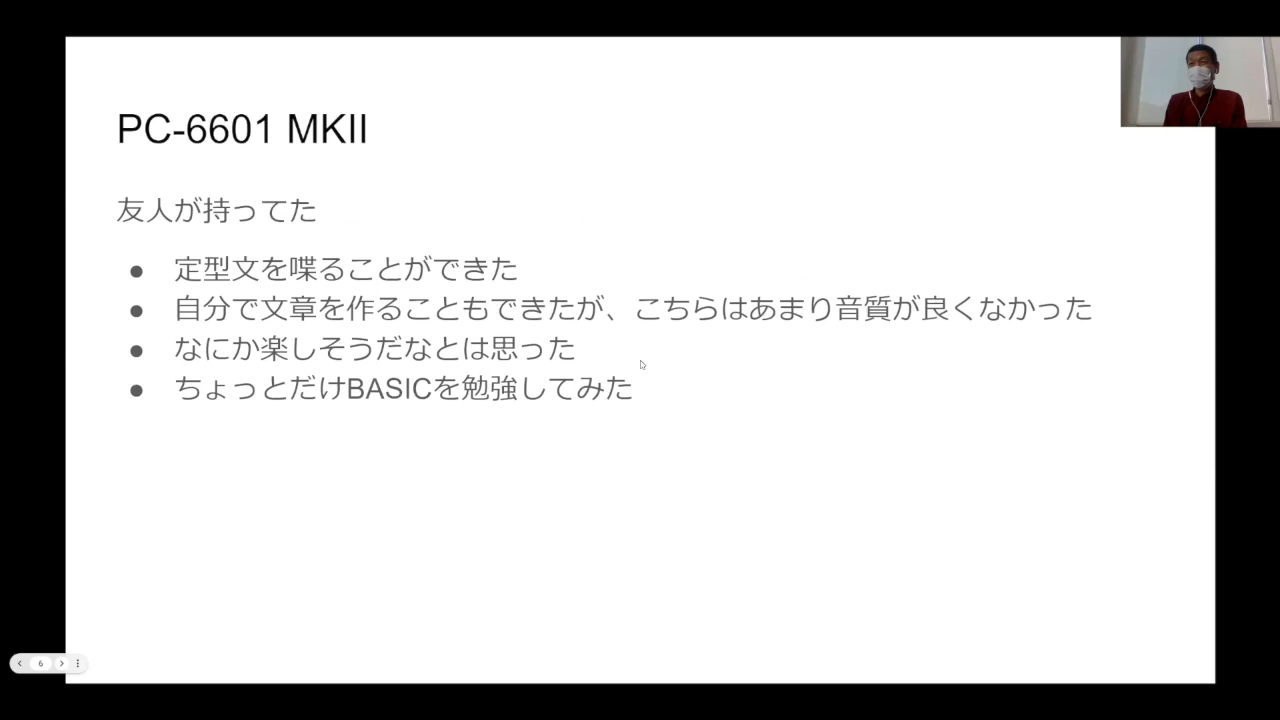 PC-6601 MKII
友人が持ってた
● 定型文を喋ることができた
● 自分で文章を作ることもできたが、こちらはあまり音質が良くなかった
● なにか楽しそうだなとは思った
● ちょっとだけBASICを勉強してみた
6